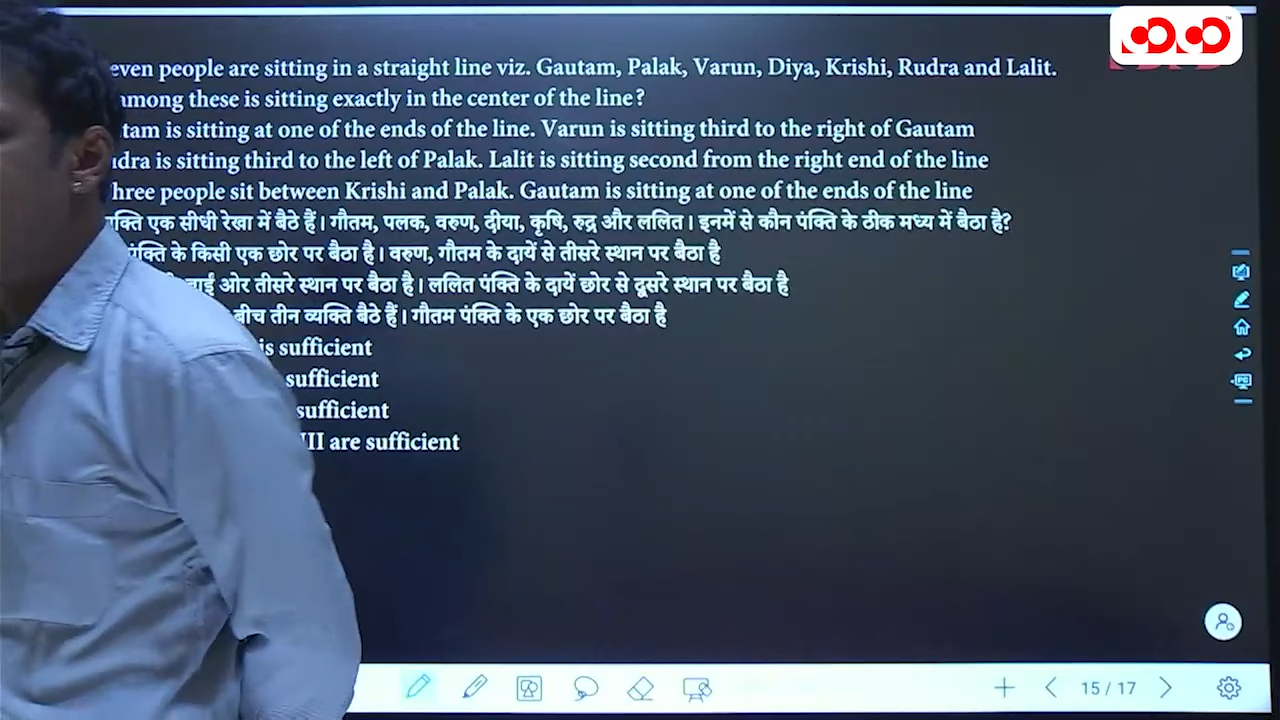 even people are sitting in a straight line viz. Gautam, Palak, Varun, Diya, Krishi, Rudra and Lalit.
among these is sitting exactly in the center of the line?
tam is sitting at one of the ends of the line. Varun is sitting third to the right of Gautam
dra is sitting third to the left of Palak. Lalit is sitting second from the right end of the line
hree people sit between Krishi and Palak. Gautam is sitting at one of the ends of the line
क्ति एक सीधी रेखा में बैठे हैं। गौतम, पलक, वरुण, दीया, कृषि, रुद्र और ललित। इनमें से कौन पंक्ति के ठीक मध्य में बैठा है?
पंक्ति के किसी एक छोर पर बैठा है। वरुण, गौतम के दायें से तीसरे स्थान पर बैठा है
बाईं ओर तीसरे स्थान पर बैठा है। ललित पंक्ति के दायें छोर से दूसरे स्थान पर बैठा है
बीच तीन व्यक्ति बैठे हैं। गौतम पंक्ति के एक छोर पर बैठा है
is sufficient
sufficient
sufficient
III are sufficient
15 / 17